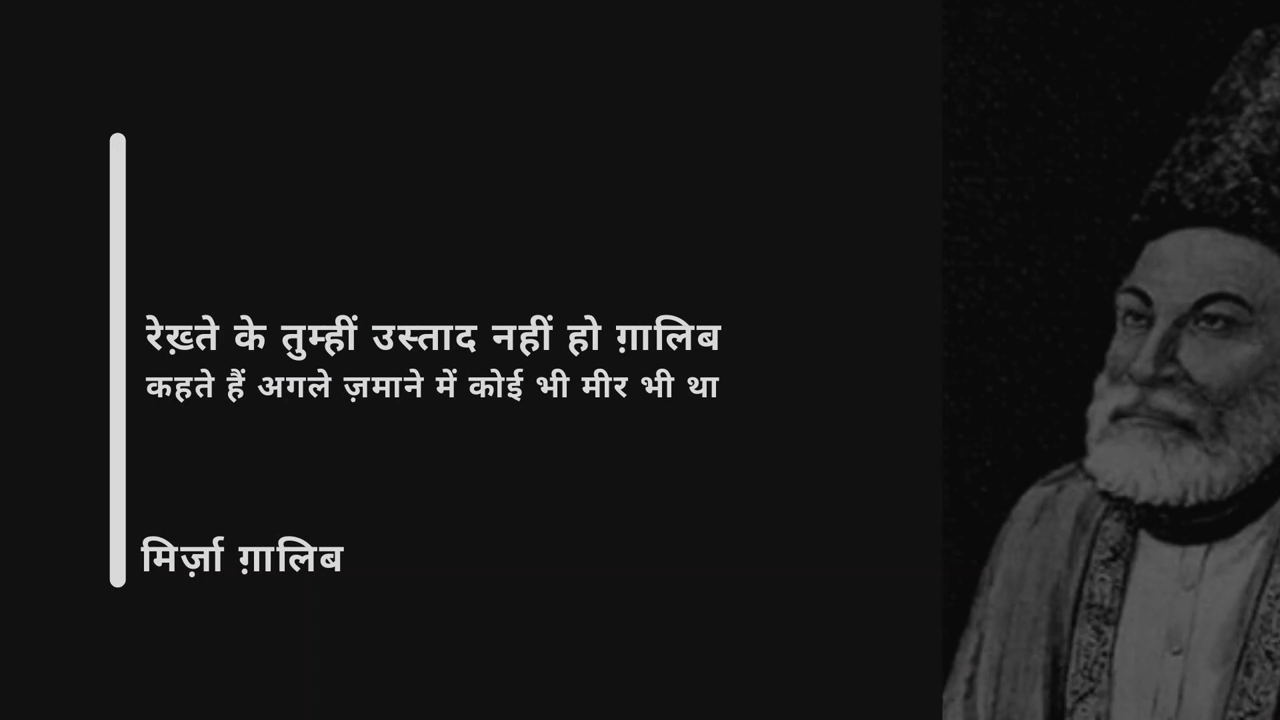 रेख़्ते के तुम्हीं उस्ताद नहीं हो ग़ालिब
कहते हैं अगले ज़माने में कोई भी मीर भी था
मिर्ज़ा ग़ालिब